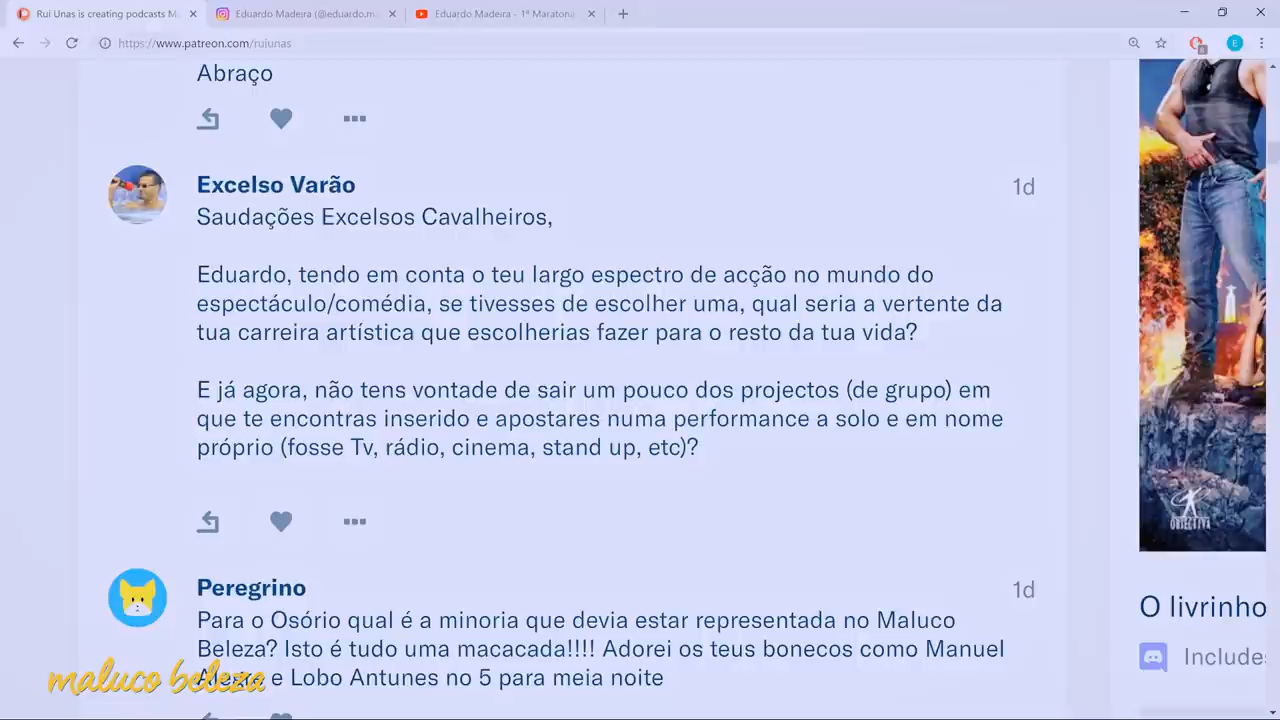 Rui Unas is creating podcasts M
Eduardo Madeira (@eduardo.m
Eduardo Madeira - 1ª Maratona
https://www.patreon.com/ruiunas
Abraço
Excelso Varão
1d
Saudações Excelsos Cavalheiros,
Eduardo, tendo em conta o teu largo espectro de acção no mundo do
espectáculo/comédia, se tivesses de escolher uma, qual seria a vertente da
tua carreira artística que escolherias fazer para o resto da tua vida?
E já agora, não tens vontade de sair um pouco dos projectos (de grupo) em
que te encontras inserido e apostares numa performance a solo e em nome
próprio (fosse Tv, rádio, cinema, stand up, etc)?
Peregrino
1d
Para o Osório qual é a minoria que devia estar representada no Maluco
Beleza? Isto é tudo uma macacada!!!! Adorei os teus bonecos como Manuel
e Lobo Antunes no 5 para meia noite
maluco beleza
OBJECTIVA
O livrinho
Includes